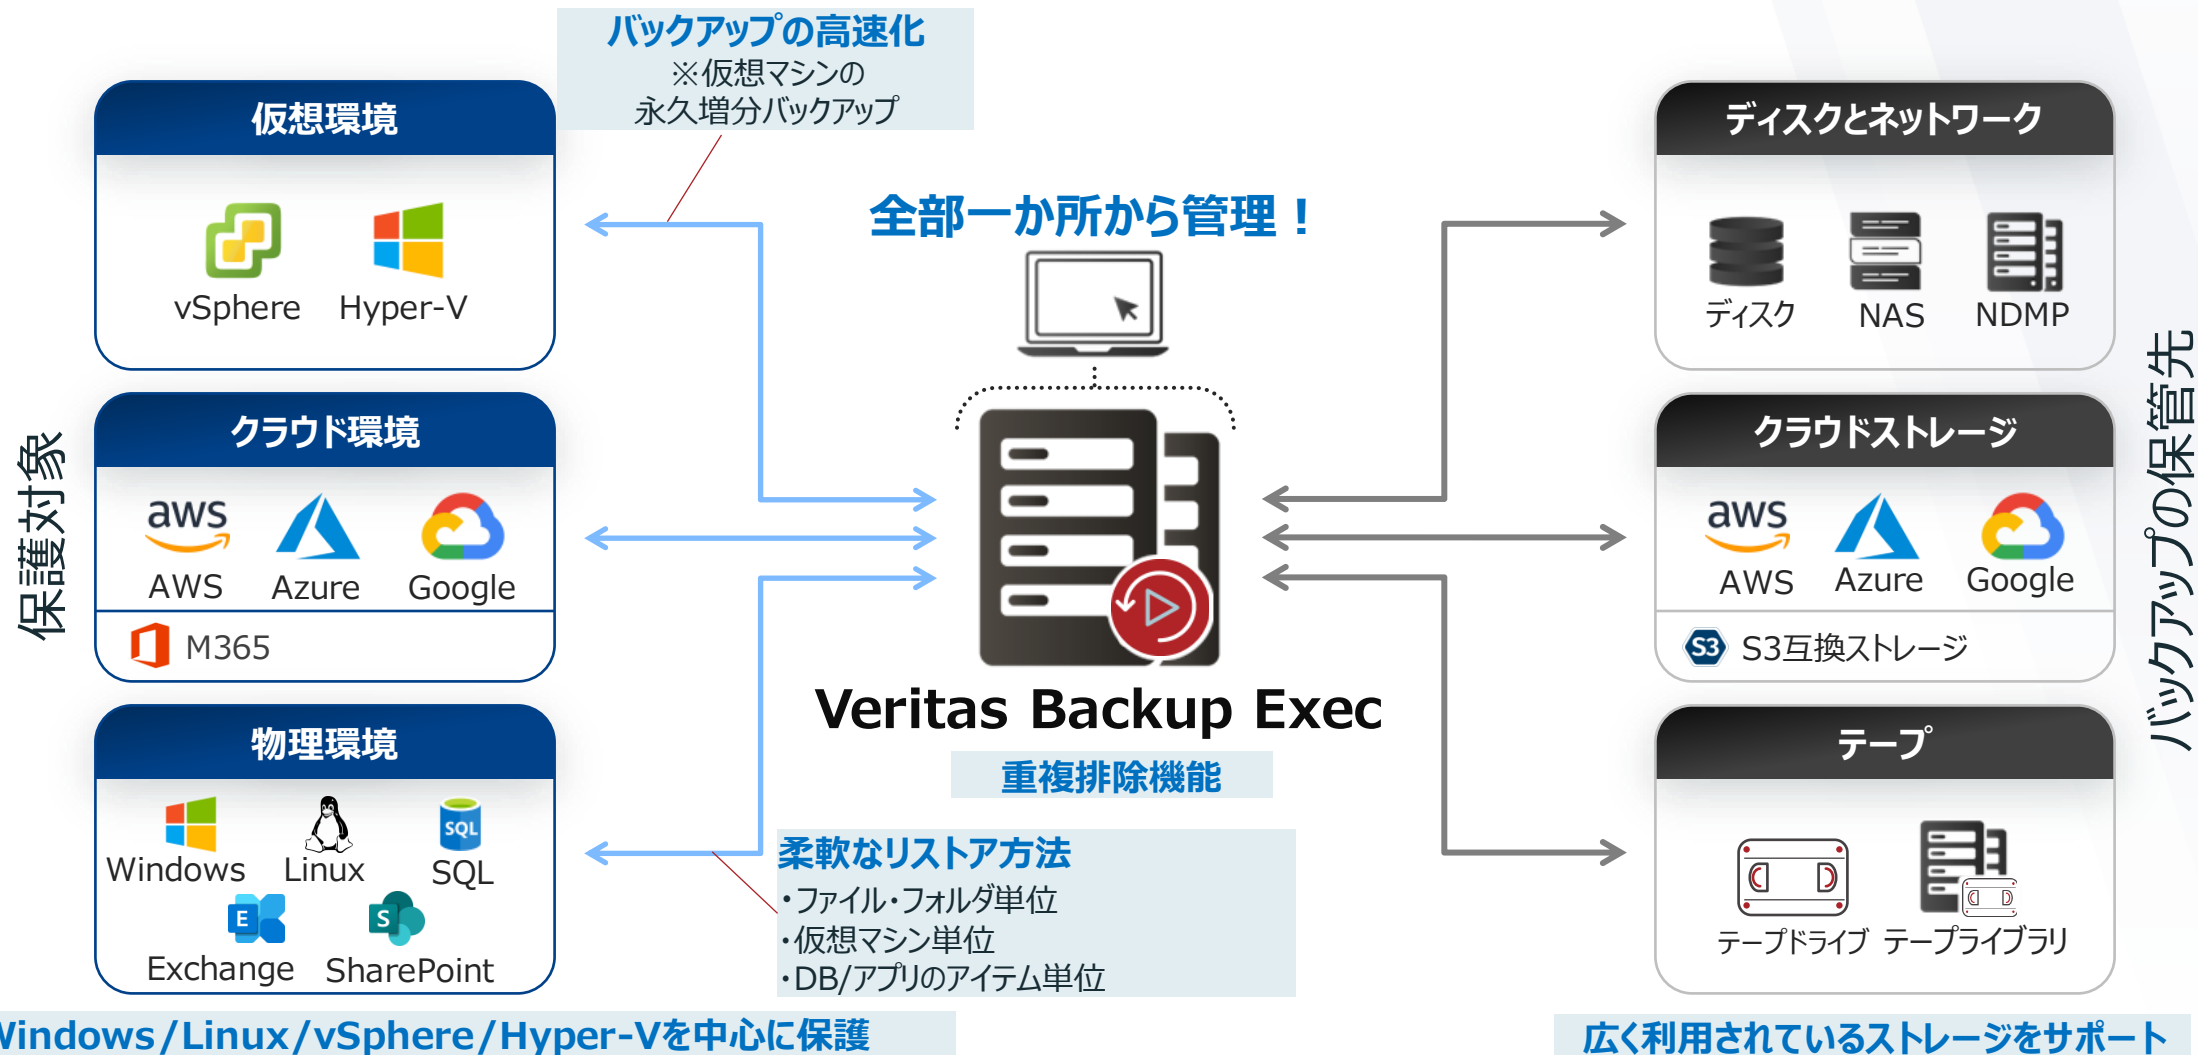 バックアップの高速化
※仮想マシンの
永久増分バックアップ
保護対象
仮想環境
vSphere
Hyper-V
クラウド環境
aws
AWS
Azure
Google
M365
物理環境
Windows
Linux
SQL
SQL
E
Exchange
S
SharePoint
Windows/Linux/vSphere/Hyper-Vを中心に保護
全部一か所から管理！
Veritas Backup Exec
重複排除機能
柔軟なリストア方法
・ファイル・フォルダ単位
・仮想マシン単位
・DB/アプリのアイテム単位
ディスクとネットワーク
ディスク
NAS
NDMP
クラウドストレージ
aws
AWS
Azure
Google
S3
S3互換ストレージ
テープ
テープドライブ
テープライブラリ
バックアップの保管先
広く利用されているストレージをサポート